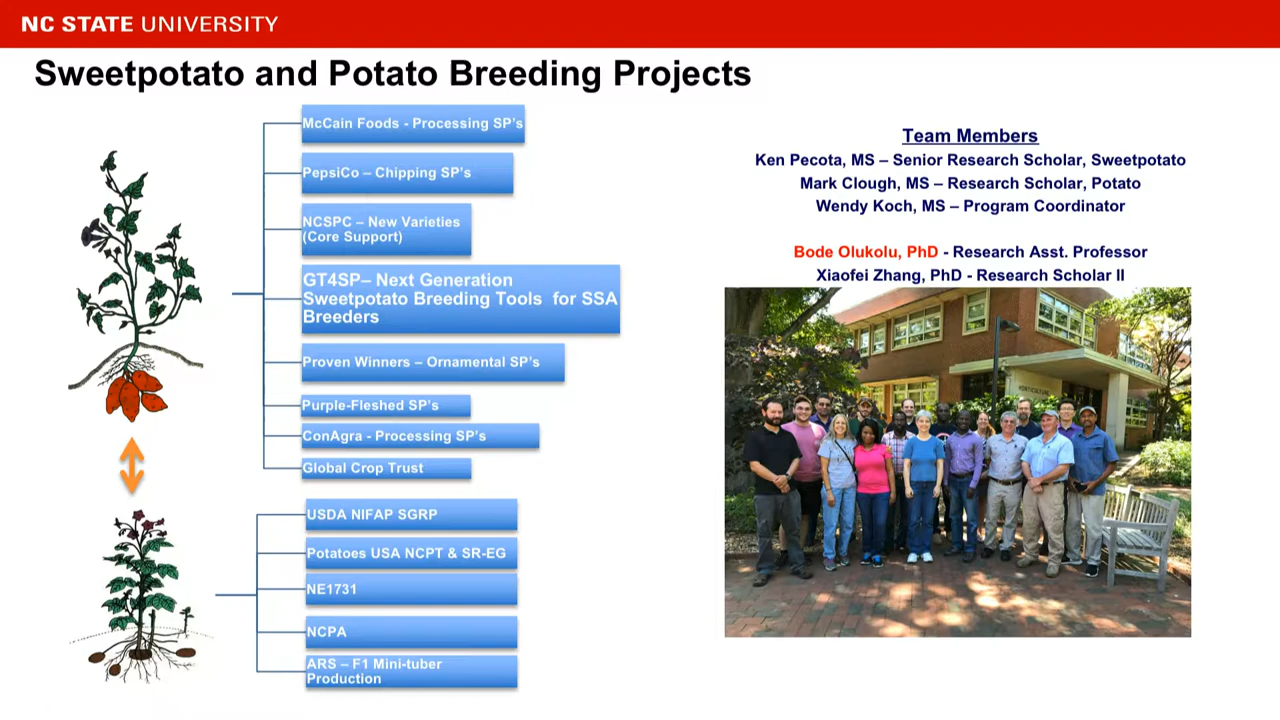 NC STATE UNIVERSITY
Sweetpotato and Potato Breeding Projects
McCain Foods - Processing SP's
PepsiCo – Chipping SP's
NCSPC – New Varieties
(Core Support)
GT4SP– Next Generation
Sweetpotato Breeding Tools for SSA
Breeders
Proven Winners – Ornamental SP's
Purple-Fleshed SP's
ConAgra - Processing SP's
Global Crop Trust
USDA NIFAP SGRP
Potatoes USA NCPT & SR-EG
NE1731
NCPA
ARS – F1 Mini-tuber
Production
Team Members
Ken Pecota, MS – Senior Research Scholar, Sweetpotato
Mark Clough, MS – Research Scholar, Potato
Wendy Koch, MS – Program Coordinator
Bode Olukolu, PhD - Research Asst. Professor
Xiaofei Zhang, PhD - Research Scholar II
HORTICULTURE